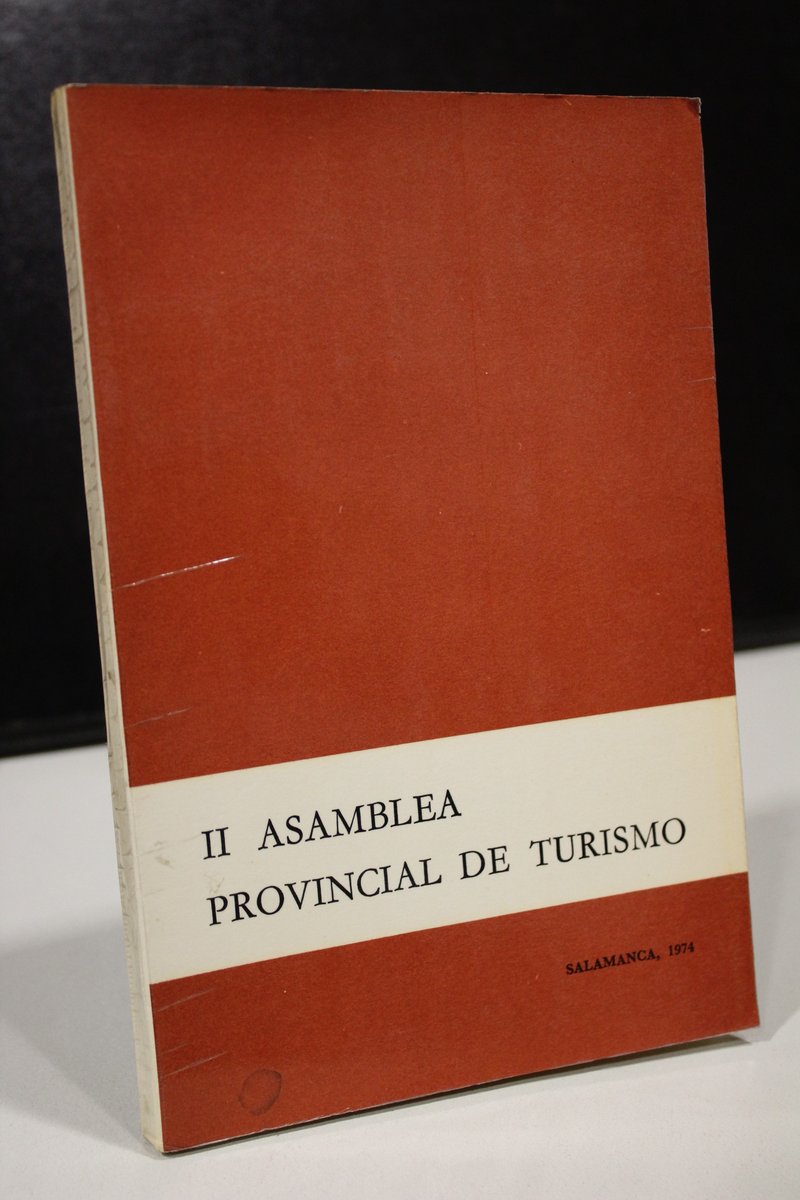 II ASAMBLEA
PROVINCIAL DE TURISMO
SALAMANCA, 1974